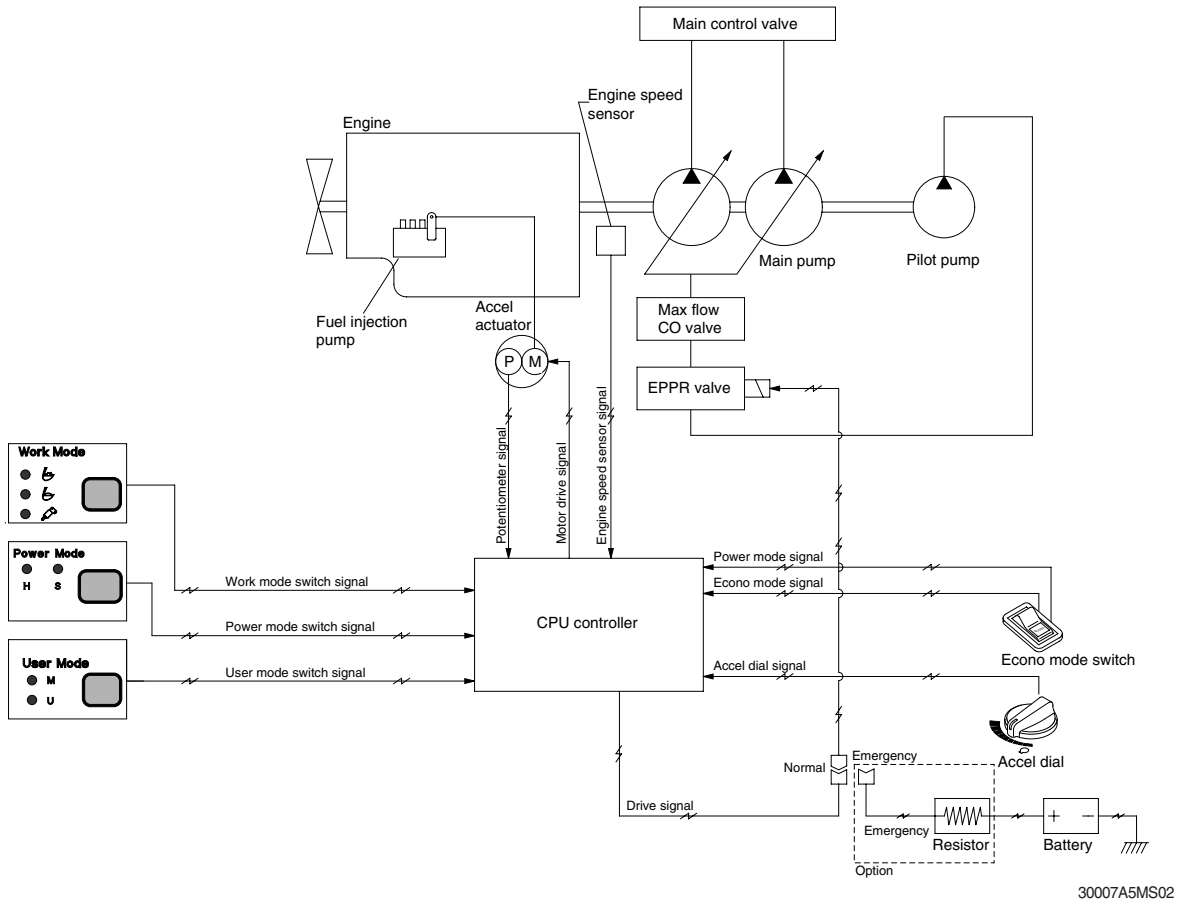 Main control valve
Engine speed
sensor
Engine
Main pump
Pilot pump
Fuel injection
pump
Accel
actuator
P
M
Max flow
CO valve
EPPR valve
Potentiometer signal
Motor drive signal
Engine speed sensor signal
Work Mode
Power Mode
H
S
User Mode
M
U
Work mode switch signal
Power mode switch signal
User mode switch signal
CPU controller
Power mode signal
Econo mode signal
Econo mode switch
Accel dial signal
Accel dial
Normal
Emergency
Drive signal
Emergency
Resistor
Battery
+
-
Option
30007A5MS02